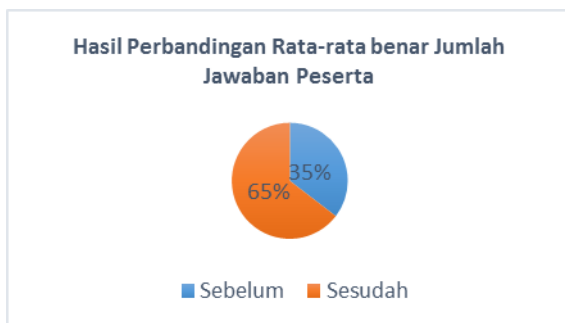 Hasil Perbandingan Rata-rata benar Jumlah
Jawaban Peserta
35%
65%
Sebelum
Sesudah